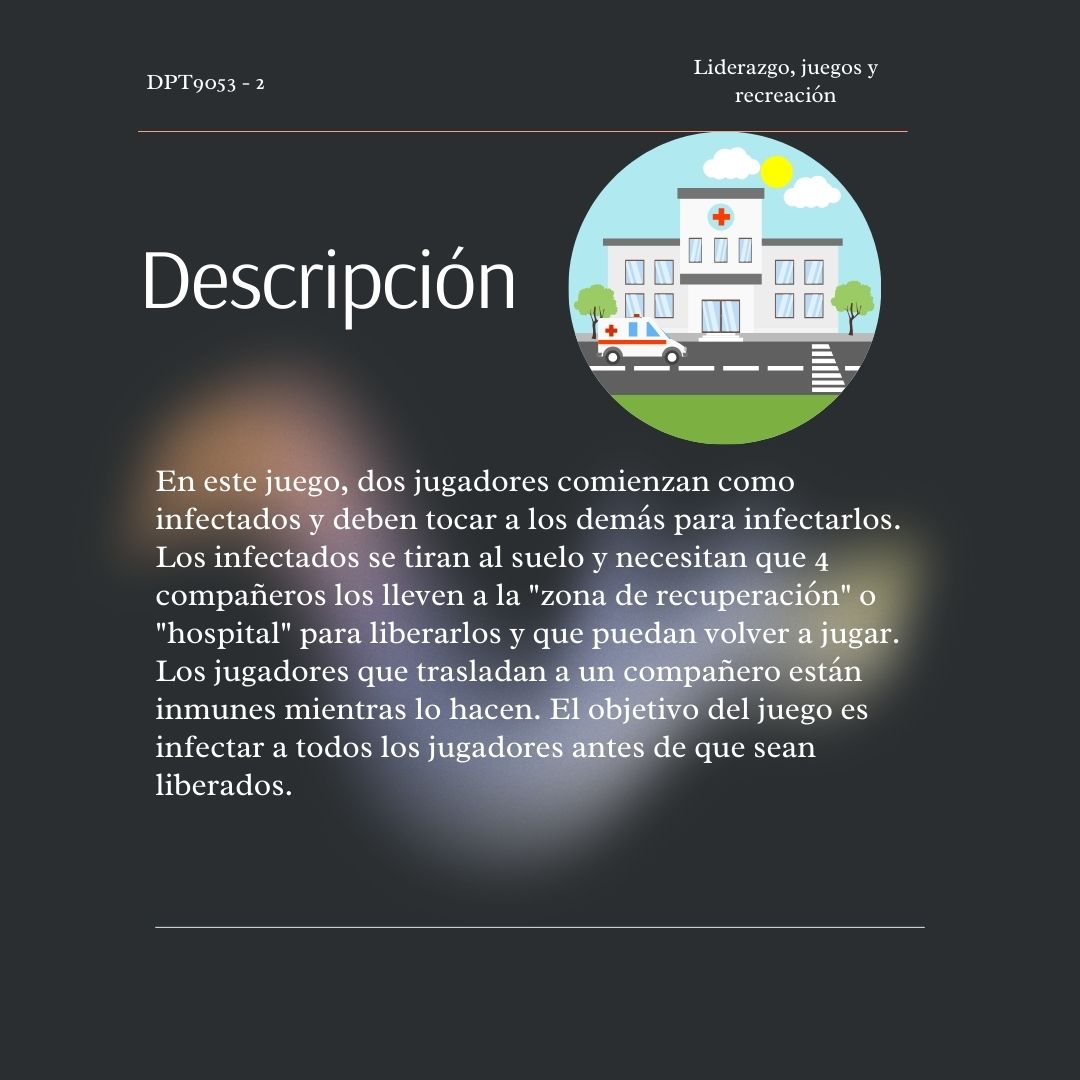 DPT9053 - 2
Liderazgo, juegos y
recreación
Descripción
En este juego, dos jugadores comienzan como
infectados y deben tocar a los demás para infectarlos.
Los infectados se tiran al suelo y necesitan que 4
compañeros los lleven a la "zona de recuperación" o
"hospital" para liberarlos y que puedan volver a jugar.
Los jugadores que trasladan a un compañero están
inmunes mientras lo hacen. El objetivo del juego es
infectar a todos los jugadores antes de que sean
liberados.